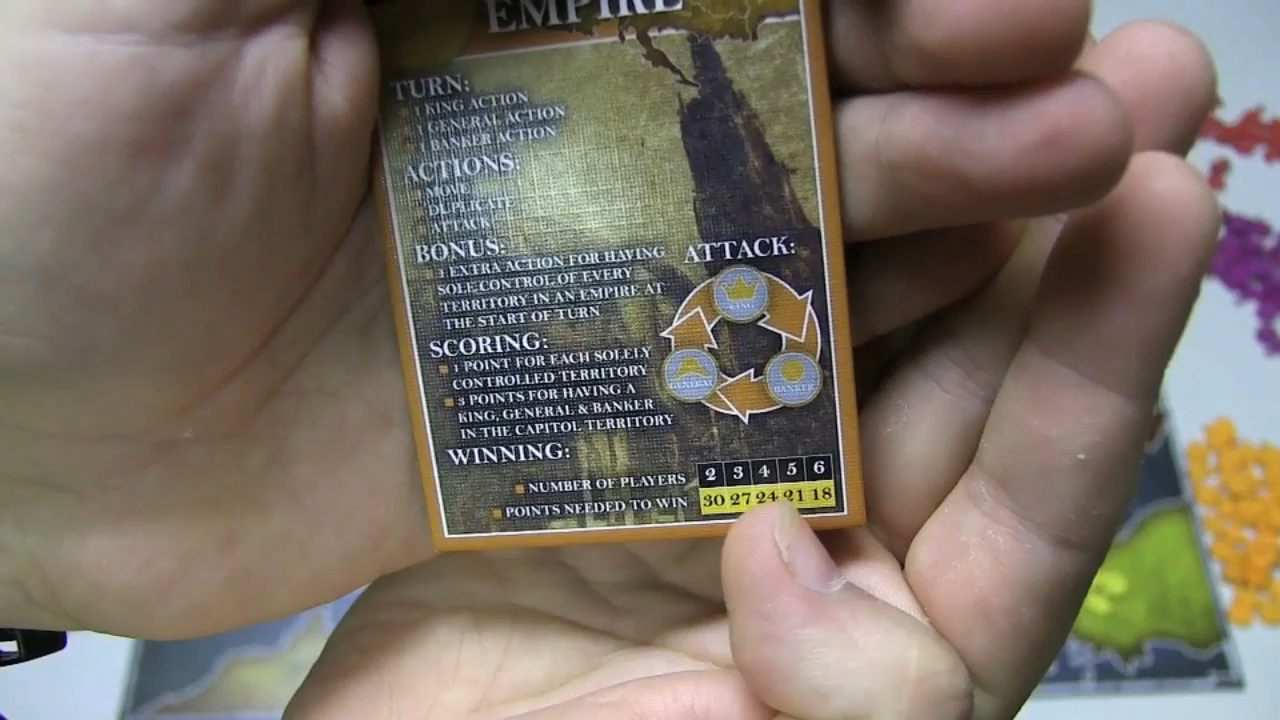 EMPIRE
TURN:
1 KING ACTION
1 GENERAL ACTION
1 BANKER ACTION
ACTIONS:
MOVE
DUPLICATE
ATTACK
BONUS:
1 EXTRA ACTION FOR HAVING
SOLE CONTROL OF EVERY
TERRITORY IN AN EMPIRE AT
THE START OF TURN
SCORING:
1 POINT FOR EACH SOLELY
CONTROLLED TERRITORY
3 POINTS FOR HAVING A
KING, GENERAL & BANKER
IN THE CAPITOL TERRITORY
ATTACK:
KING
GENERAL
BANKER
WINNING:
NUMBER OF PLAYERS 2 3 4 5 6
POINTS NEEDED TO WIN 30 27 24 21 18